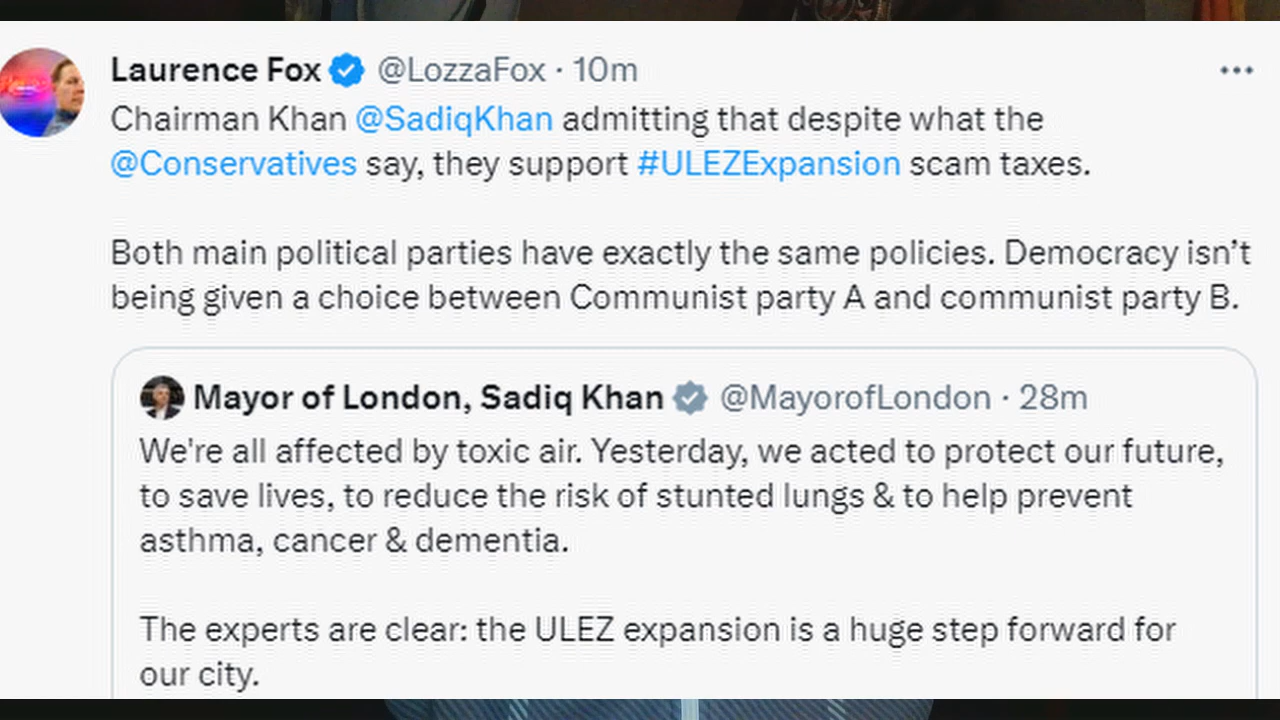 Laurence Fox @LozzaFox · 10m
Chairman Khan @SadiqKhan admitting that despite what the
@Conservatives say, they support #ULEZExpansion scam taxes.
Both main political parties have exactly the same policies. Democracy isn’t
being given a choice between Communist party A and communist party B.
Mayor of London, Sadiq Khan @MayorofLondon · 28m
We're all affected by toxic air. Yesterday, we acted to protect our future,
to save lives, to reduce the risk of stunted lungs & to help prevent
asthma, cancer & dementia.
The experts are clear: the ULEZ expansion is a huge step forward for
our city.